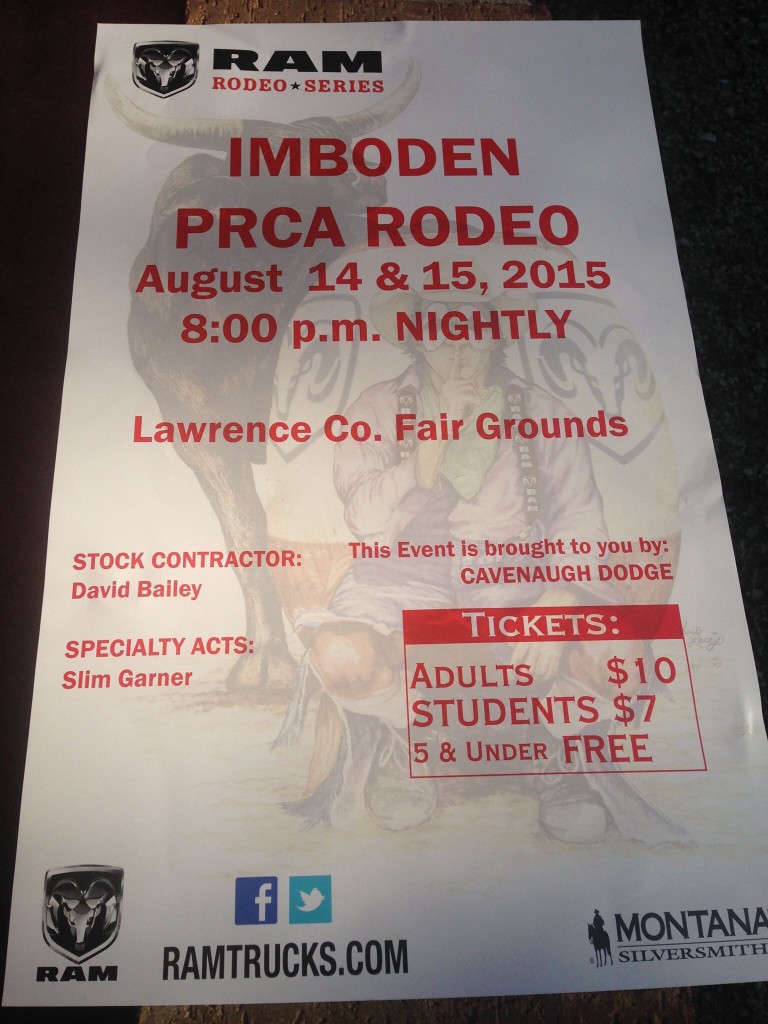 RAM
RODEO★SERIES
IMBODEN
PRCA RODEO
August 14 & 15, 2015
8:00 p.m. NIGHTLY
Lawrence Co. Fair Grounds
STOCK CONTRACTOR:
David Bailey
SPECIALTY ACTS:
Slim Garner
This Event is brought to you by:
CAVENAUGH DODGE
TICKETS:
ADULTS $10
STUDENTS $7
5 & UNDER FREE
RAM
RAMTRUCKS.COM
MONTANA
SILVERSMITH